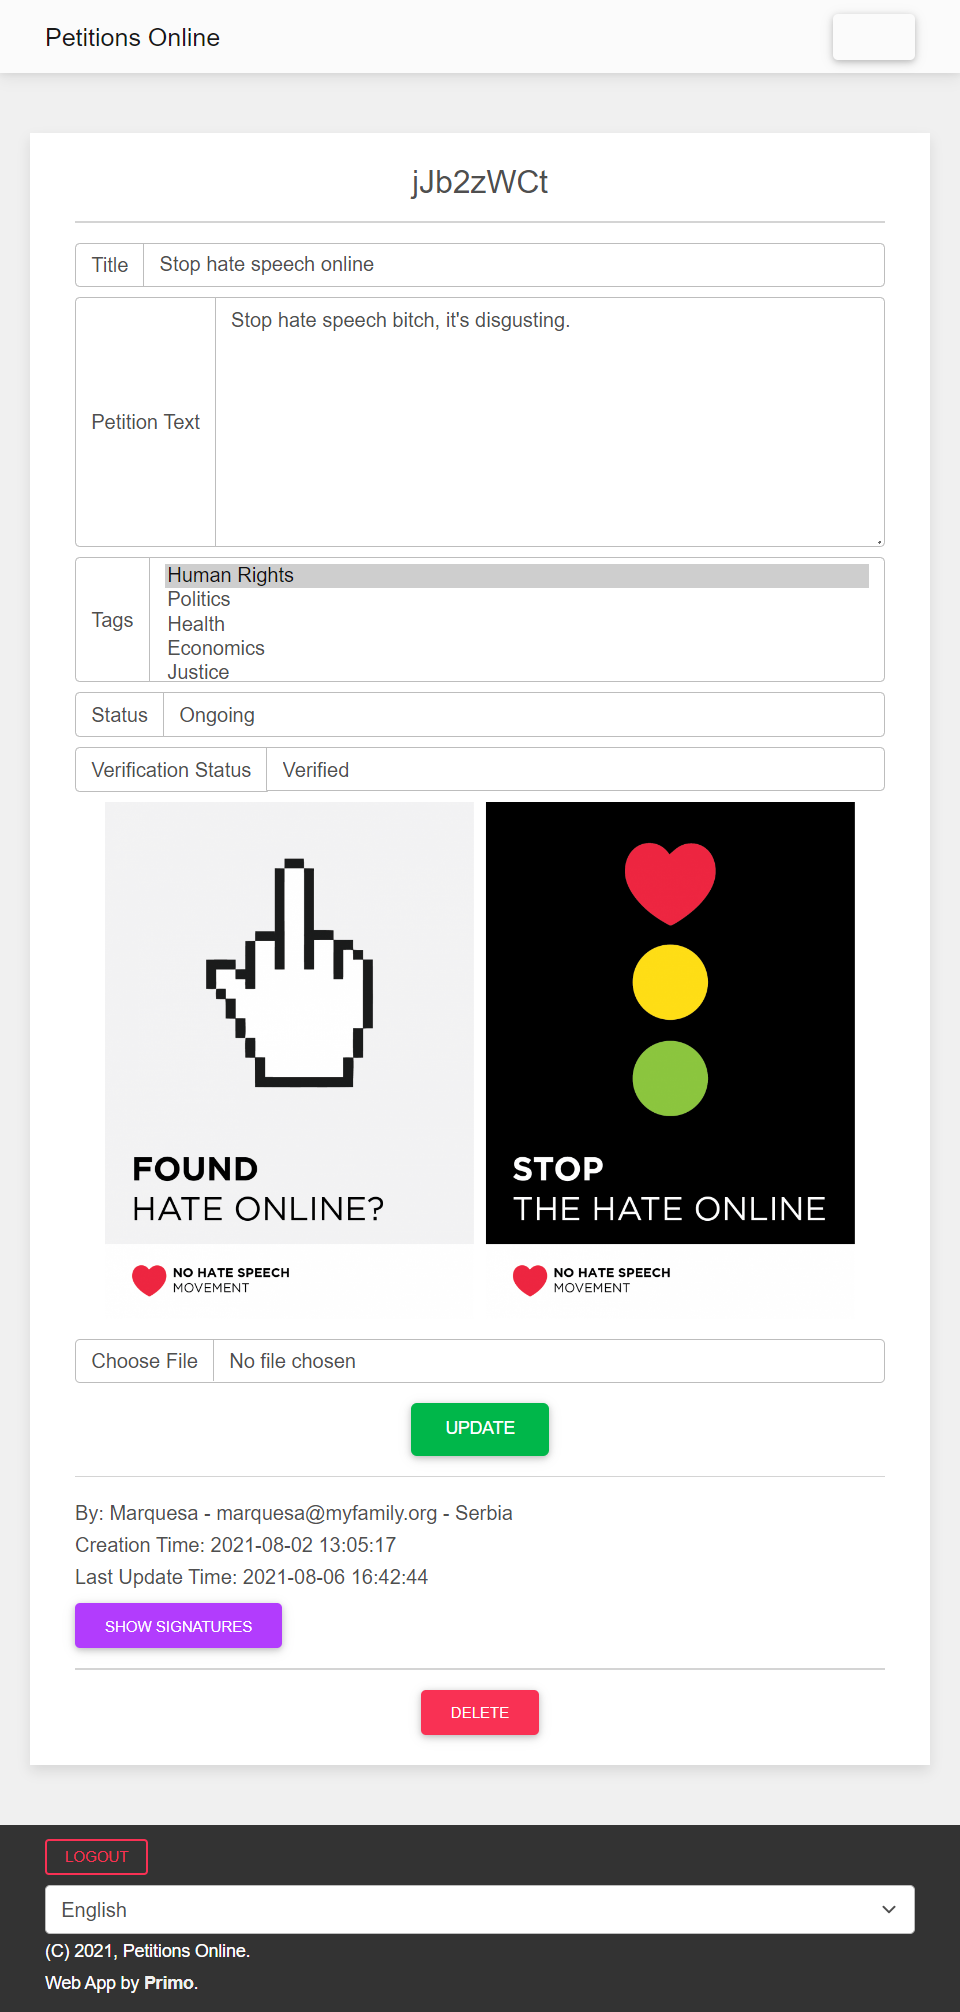 Petitions Online
jJb2zWCt
Title
Stop hate speech online
Petition Text
Stop hate speech bitch, it's disgusting.
Tags
Human Rights
Politics
Health
Economics
Justice
Status
Ongoing
Verification Status
Verified
FOUND
HATE ONLINE?
NO HATE SPEECH
MOVEMENT
STOP
THE HATE ONLINE
NO HATE SPEECH
MOVEMENT
Choose File
No file chosen
UPDATE
By: Marquesa - marquesa@myfamily.org - Serbia
Creation Time: 2021-08-02 13:05:17
Last Update Time: 2021-08-06 16:42:44
SHOW SIGNATURES
DELETE
LOGOUT
English
(C) 2021, Petitions Online.
Web App by Primo.